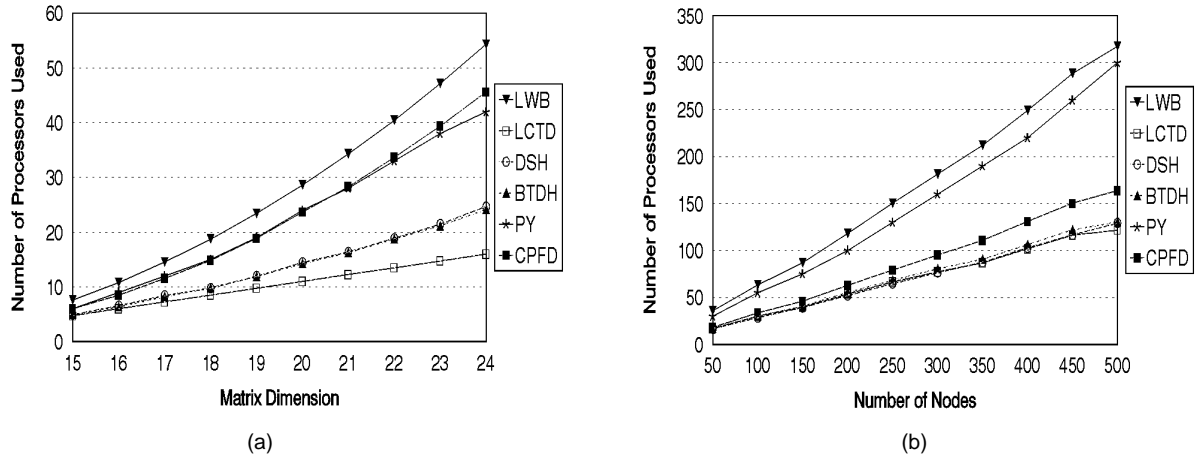 60
50
40
30
20
10
0
Number of Processors Used
15 16 17 18 19 20 21 22 23 24
Matrix Dimension
LWB
LCTD
DSH
BTDH
PY
CPFD
(a)
350
300
250
200
150
100
50
0
Number of Processors Used
50 100 150 200 250 300 350 400 450 500
Number of Nodes
LWB
LCTD
DSH
BTDH
PY
CPFD
(b)